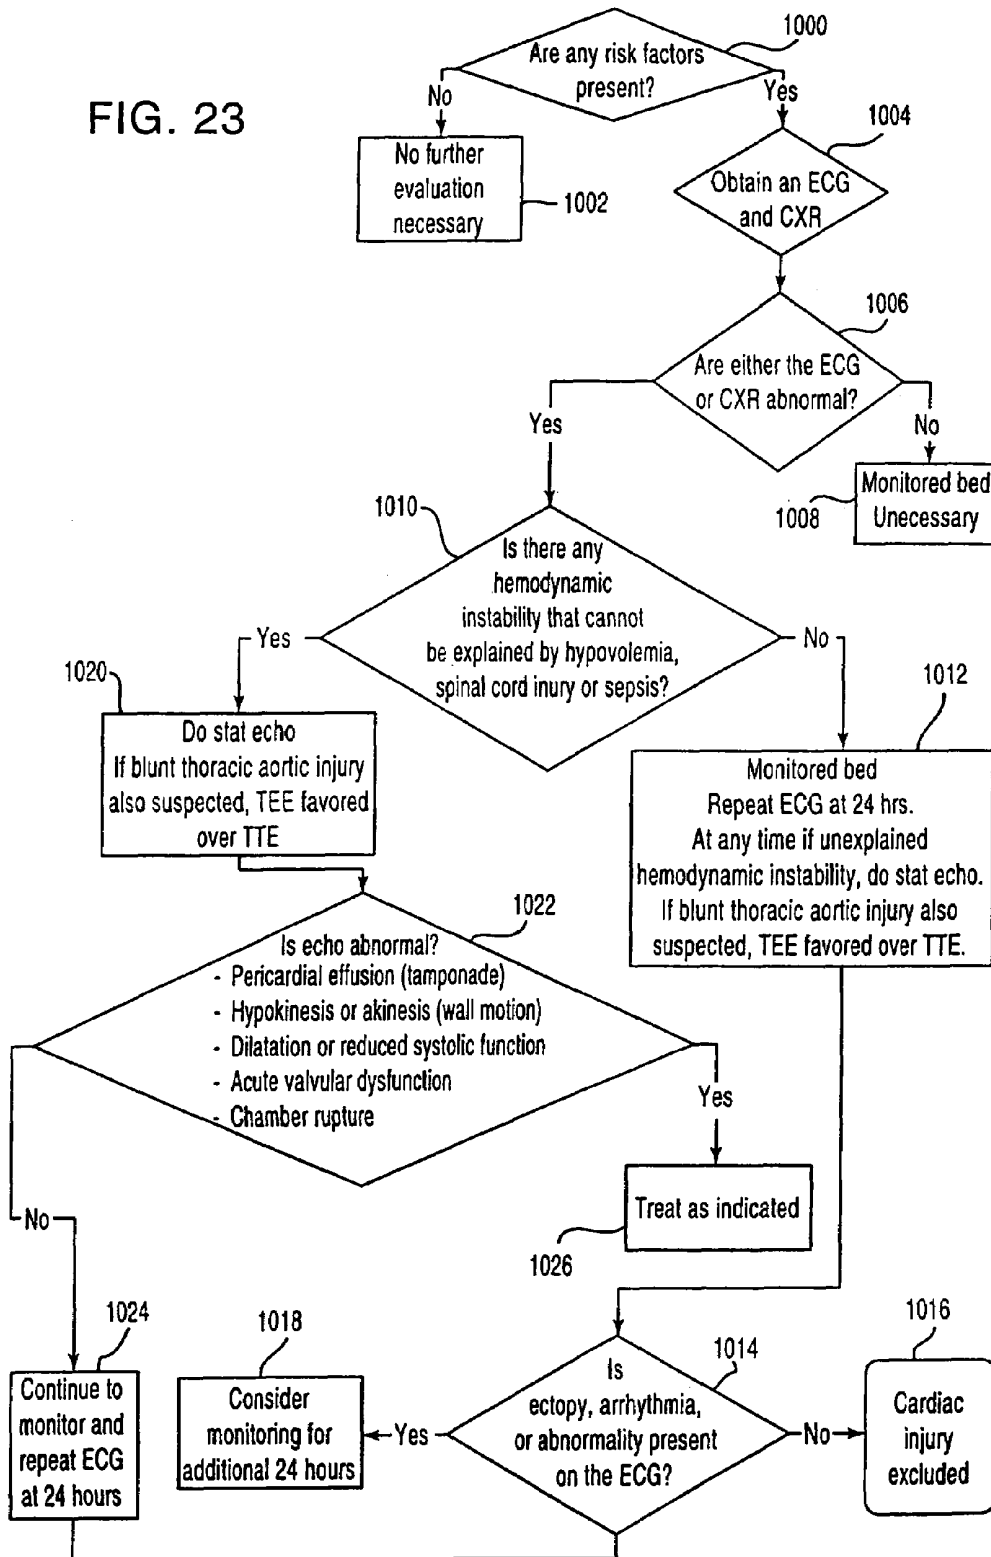 FIG. 23
Are any risk factors
present?
1000
No
Yes
No further
evaluation
necessary
1002
1004
Obtain an ECG
and CXR
1006
Are either the ECG
or CXR abnormal?
Yes
No
Monitored bed
Unecessary
1008
1010
Is there any
hemodynamic
instability that cannot
be explained by hypovolemia,
spinal cord inury or sepsis?
Yes
No
1020
Do stat echo
If blunt thoracic aortic injury
also suspected, TEE favored
over TTE
1012
Monitored bed
Repeat ECG at 24 hrs.
At any time if unexplained
hemodynamic instability, do stat echo.
If blunt thoracic aortic injury also
suspected, TEE favored over TTE.
1022
Is echo abnormal?
- Pericardial effusion (tamponade)
- Hypokinesis or akinesis (wall motion)
- Dilatation or reduced systolic function
- Acute valvular dysfunction
- Chamber rupture
Yes
No
Treat as indicated
1026
1024
Continue to
monitor and
repeat ECG
at 24 hours
1018
Consider
monitoring for
additional 24 hours
Yes
1014
Is
ectopy, arrhythmia,
or abnormality present
on the ECG?
No
1016
Cardiac
injury
excluded